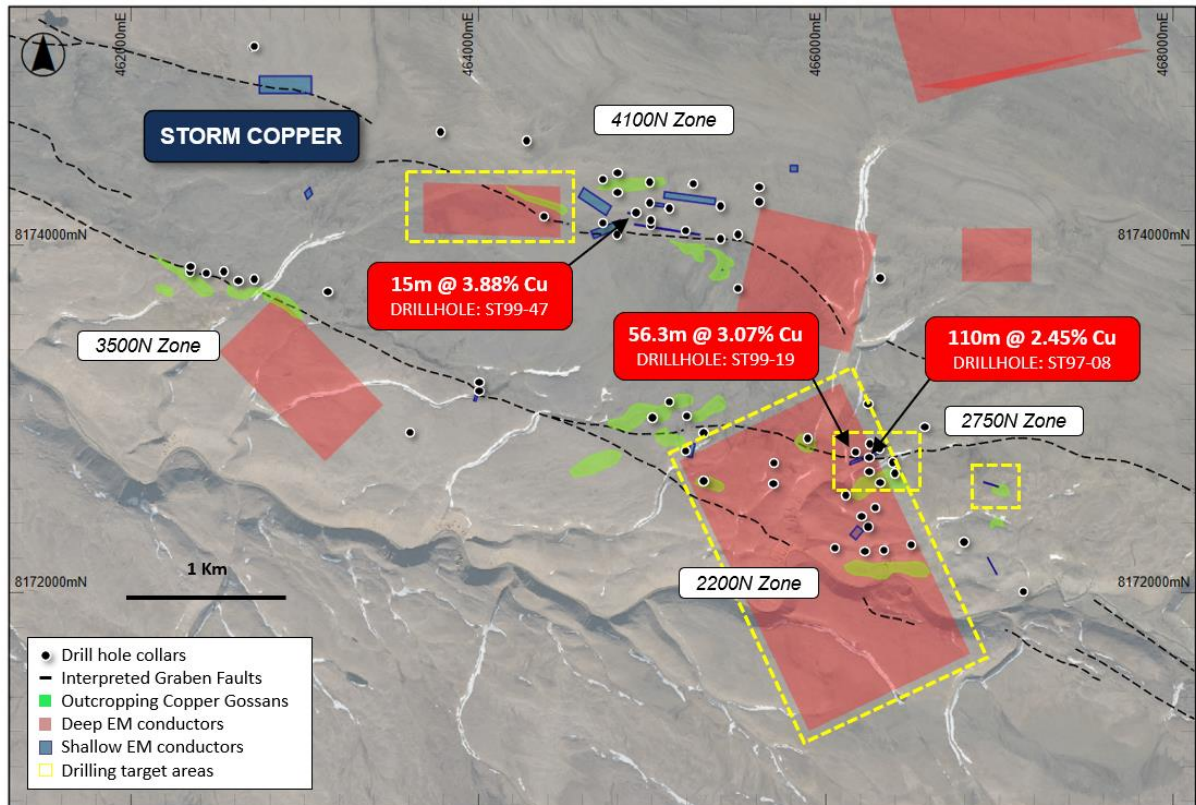 462000mE
464000mE
466000mE
468000mE
STORM COPPER
4100N Zone
8174000mN
8174000mN
15m @ 3.88% Cu
DRILLHOLE: ST99-47
56.3m @ 3.07% Cu
DRILLHOLE: ST99-19
110m @ 2.45% Cu
DRILLHOLE: ST97-08
3500N Zone
2750N Zone
8172000mN
8172000mN
1 Km
2200N Zone
Drill hole collars
Interpreted Graben Faults
Outcropping Copper Gossans
Deep EM conductors
Shallow EM conductors
Drilling target areas